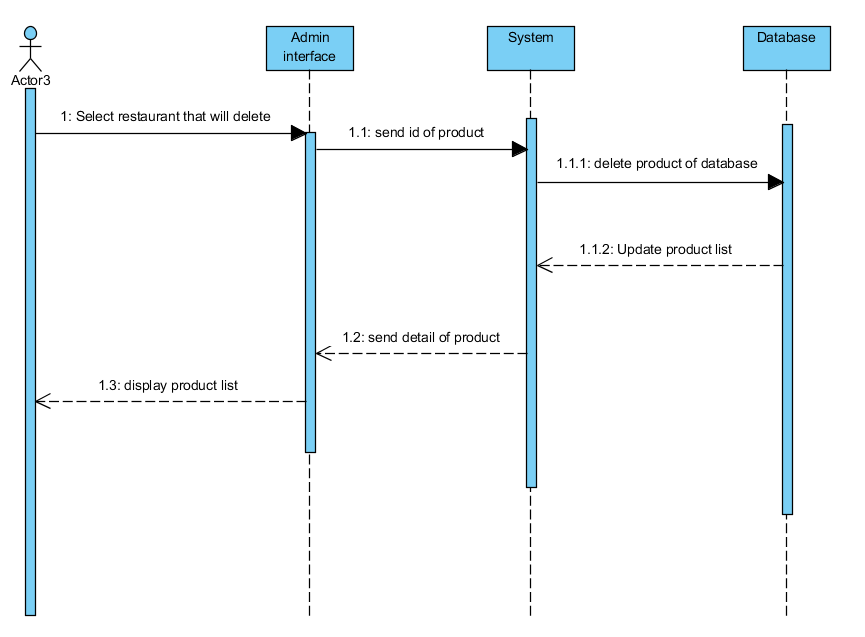 Admin
interface
System
Database
Actor3
1: Select restaurant that will delete
1.1: send id of product
1.1.1: delete product of database
1.1.2: Update product list
1.2: send detail of product
1.3: display product list